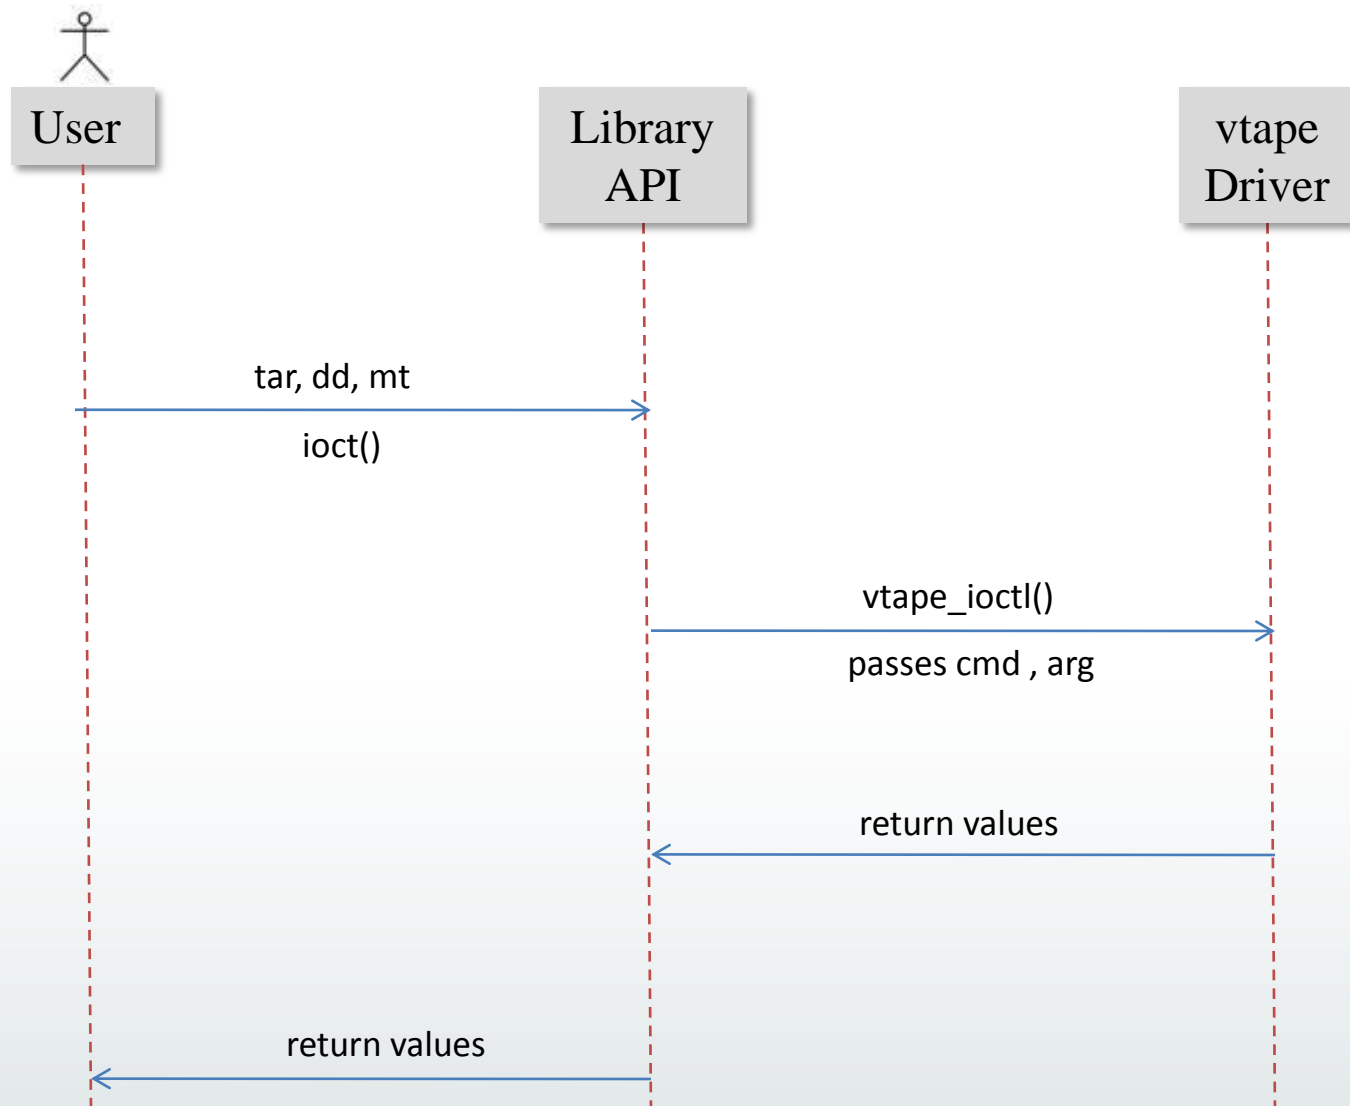 User
Library
API
vtape
Driver
tar, dd, mt
ioct()
vtape_ioctl()
passes cmd , arg
return values
return values